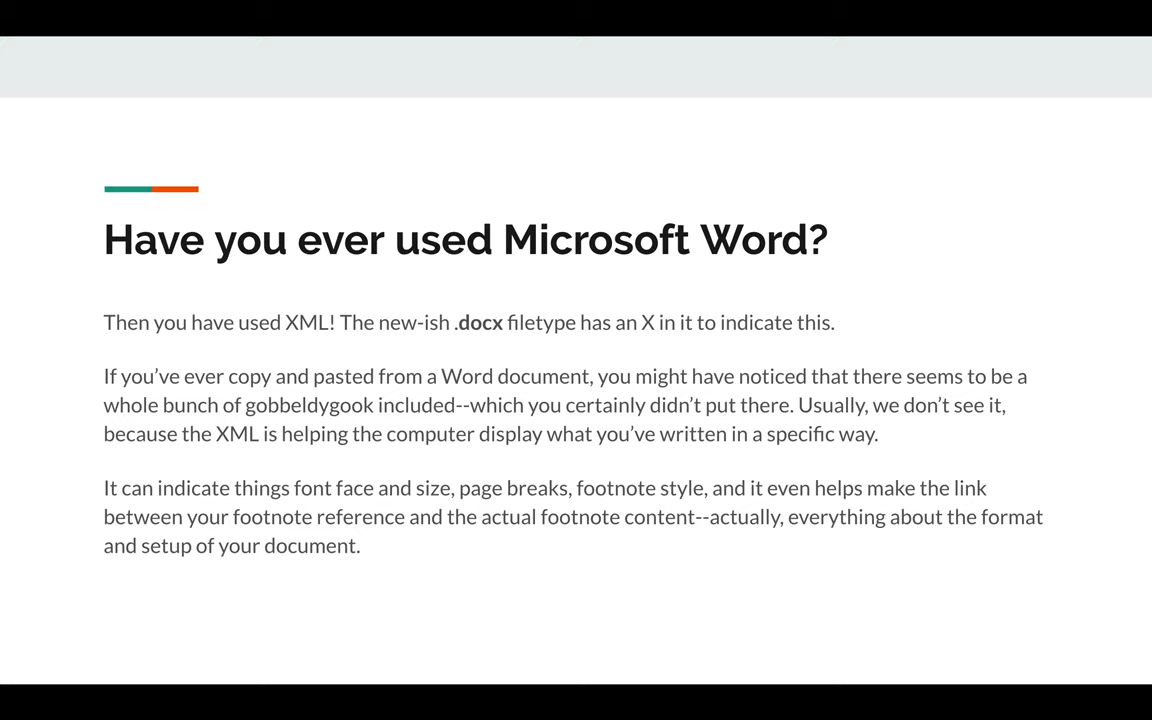 Have you ever used Microsoft Word?
Then you have used XML! The new-ish .docx filetype has an X in it to indicate this.
If you’ve ever copy and pasted from a Word document, you might have noticed that there seems to be a
whole bunch of gobbeldygook included--which you certainly didn’t put there. Usually, we don’t see it,
because the XML is helping the computer display what you’ve written in a specific way.
It can indicate things font face and size, page breaks, footnote style, and it even helps make the link
between your footnote reference and the actual footnote content--actually, everything about the format
and setup of your document.